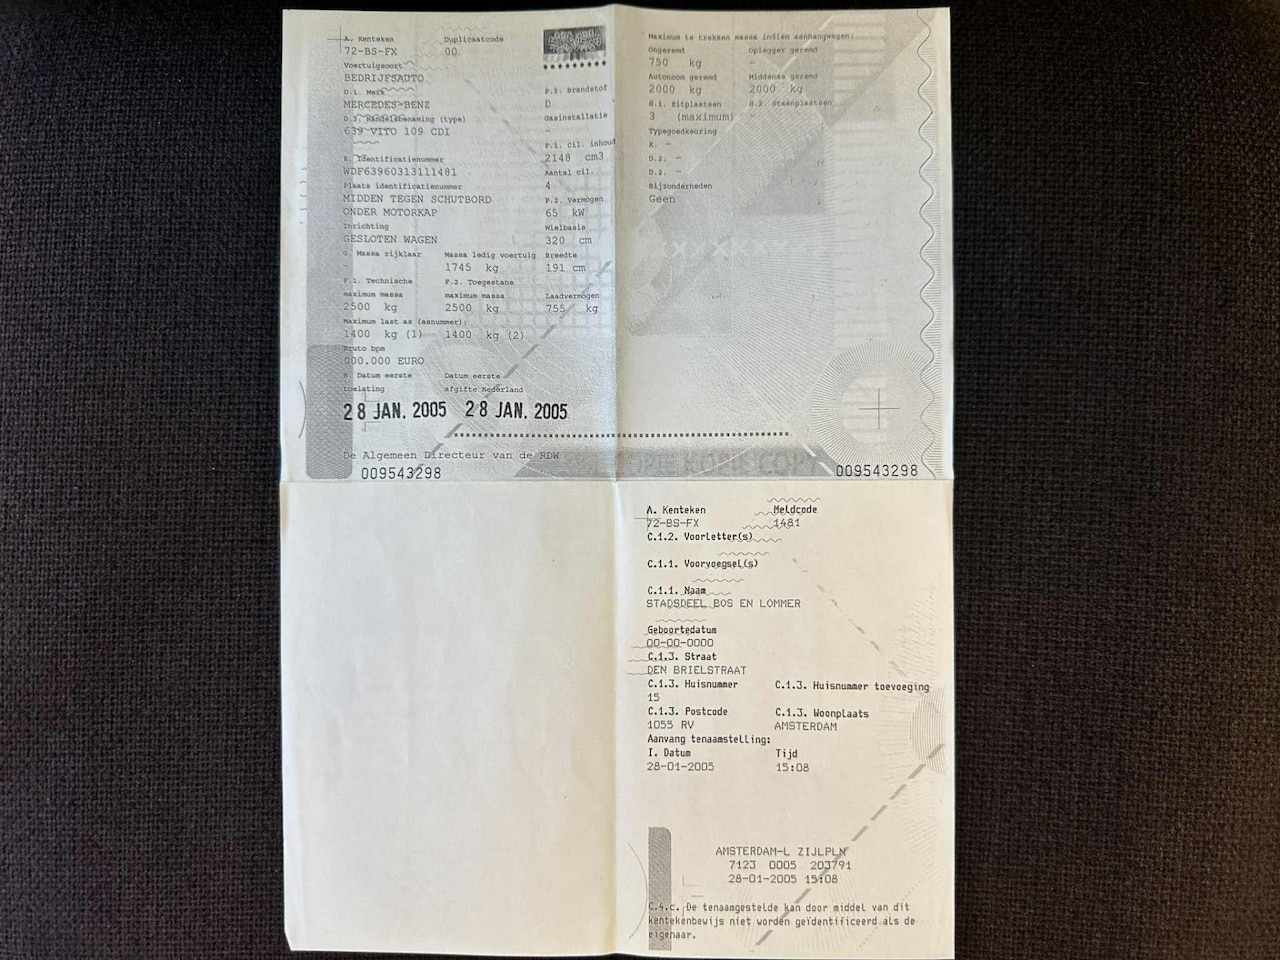 A. Kenteken Duplicaatcode
72-BS-FX 00
Voertuigsoort
BEDRIJFSAUTO
D.1. Merk P.3. Brandstof
MERCEDES-BENZ D
D.3. Handelsbenaming (type) Gasinstallatie
639 VITO 109 CDI –
P.1. cil. inhoud
E. Identificatienummer 2148 cm3
WDF63960313111481 Aantal cil.
Plaats identificatienummer 4
MIDDEN TEGEN SCHUTBORD P.2. Vermogen
ONDER MOTORKAP 65 kW
Inrichting Wielbasis
GESLOTEN WAGEN 320 cm
G. Massa rijklaar Massa ledig voertuig Breedte
– 1745 kg 191 cm
F.1. Technische F.2. Toegestane
maximum massa maximum massa Laadvermogen
2500 kg 2500 kg 755 kg
Maximum last as (asnummer):
1400 kg (1) 1400 kg (2)
Bruto bpm
000.000 EURO
B. Datum eerste Datum eerste
toelating afgifte Nederland
28 JAN. 2005 28 JAN. 2005
De Algemeen Directeur van de RDW
009543298
Maximum te trekken massa indien aanhangwagen:
Ongeremd Oplegger geremd
750 kg –
Autonoom geremd Middenas geremd
2000 kg 2000 kg
S.1. Zitplaatsen S.2. Staanplaatsen
3 (maximum) –
Typegoedkeuring
K. –
D.2. –
D.2. –
Bijzonderheden
Geen
XXXXX
KOPIE COPY
009543298
A. Kenteken Meldcode
72-BS-FX 1481
C.1.2. Voorletter(s)
C.1.1. Voorvoegsel(s)
C.1.1. Naam
STADSDEEL BOS EN LOMMER
Geboortedatum
00-00-0000
C.1.3. Straat
DEN BRIELSTRAAT
C.1.3. Huisnummer C.1.3. Huisnummer toevoeging
15
C.1.3. Postcode C.1.3. Woonplaats
1055 RV AMSTERDAM
Aanvang tenaamstelling:
I. Datum Tijd
28-01-2005 15:08
AMSTERDAM-L ZIJLPLN
7123 0005 203791
28-01-2005 15:08
C.4.c. De tenaamgestelde kan door middel van dit
kentekenbewijs niet worden geïdentificeerd als de
eigenaar.